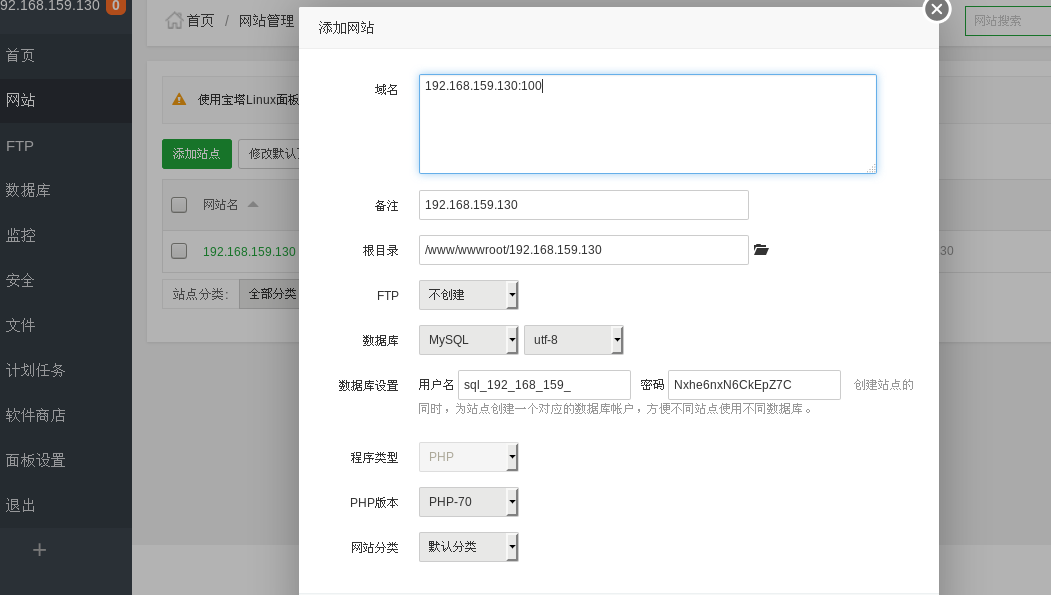 92.168.159.130 0
首页
网站
FTP
数据库
监控
安全
文件
计划任务
软件商店
面板设置
退出
+
首页 / 网站管理
网站搜索
使用宝塔Linux面板
添加站点 修改默认
网站名
192.168.159.130
30
站点分类: 全部分类
添加网站
域名 192.168.159.130:100
备注 192.168.159.130
根目录 /www/wwwroot/192.168.159.130
FTP 不创建
数据库 MySQL utf-8
数据库设置 用户名 sql_192_168_159_ 密码 Nxhe6nxN6CkEpZ7C 创建站点的
同时，为站点创建一个对应的数据库帐户，方便不同站点使用不同数据库。
程序类型 PHP
PHP版本 PHP-70
网站分类 默认分类